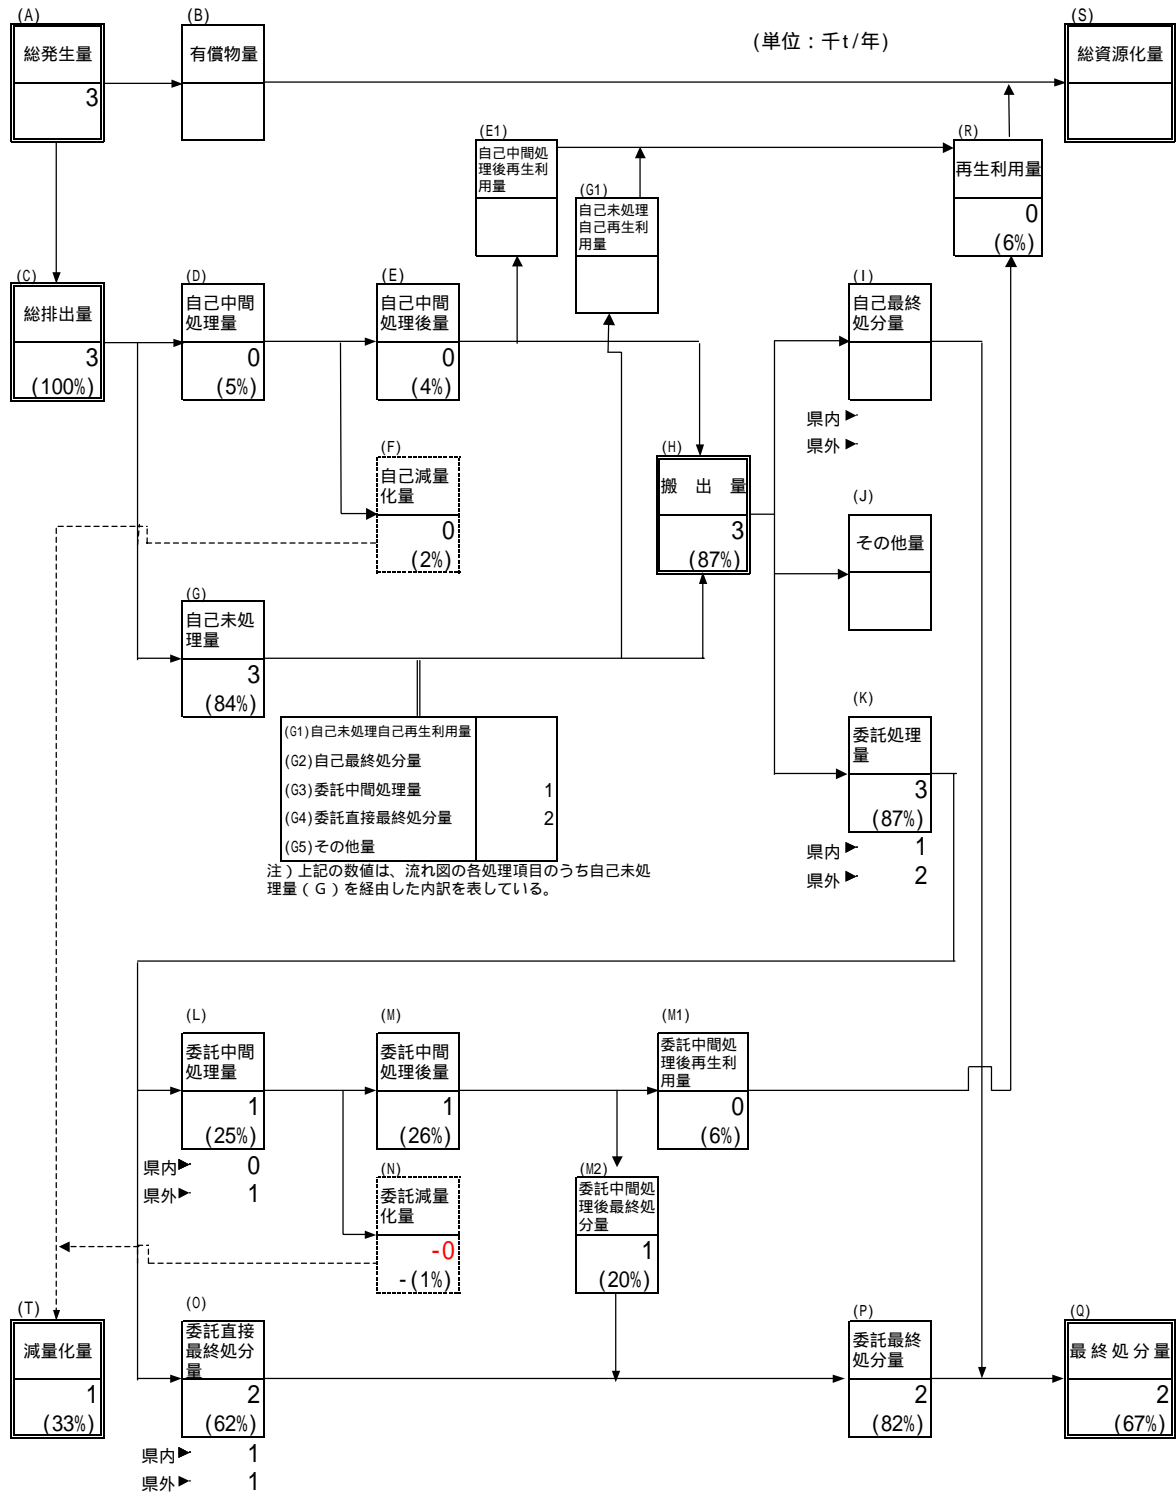 (A)
総発生量
3
(B)
有償物量
(単位：千t/年)
(S)
総資源化量
(E1)
自己中間処
理後再生利
用量
(G1)
自己未処理
自己再生利
用量
(R)
再生利用量
0
(6%)
(C)
総排出量
3
(100%)
(D)
自己中間
処理量
0
(5%)
(E)
自己中間
処理後量
0
(4%)
(I)
自己最終
処分量
県内
県外
(F)
自己減量
化量
0
(2%)
(H)
搬 出 量
3
(87%)
(J)
その他量
(G)
自己未処
理量
3
(84%)
(G1)自己未処理自己再生利用量
(G2)自己最終処分量
(G3)委託中間処理量 1
(G4)委託直接最終処分量 2
(G5)その他量
注）上記の数値は、流れ図の各処理項目のうち自己未処
理量（G）を経由した内訳を表している。
(K)
委託処理
量
3
(87%)
県内 1
県外 2
(L)
委託中間
処理量
1
(25%)
県内 0
県外 1
(M)
委託中間
処理後量
1
(26%)
(M1)
委託中間処
理後再生利
用量
0
(6%)
(N)
委託減量
化量
-0
-(1%)
(M2)
委託中間処
理後最終処
分量
1
(20%)
(T)
減量化量
1
(33%)
(O)
委託直接
最終処分
量
2
(62%)
県内 1
県外 1
(P)
委託最終
処分量
2
(82%)
(Q)
最終処分量
2
(67%)